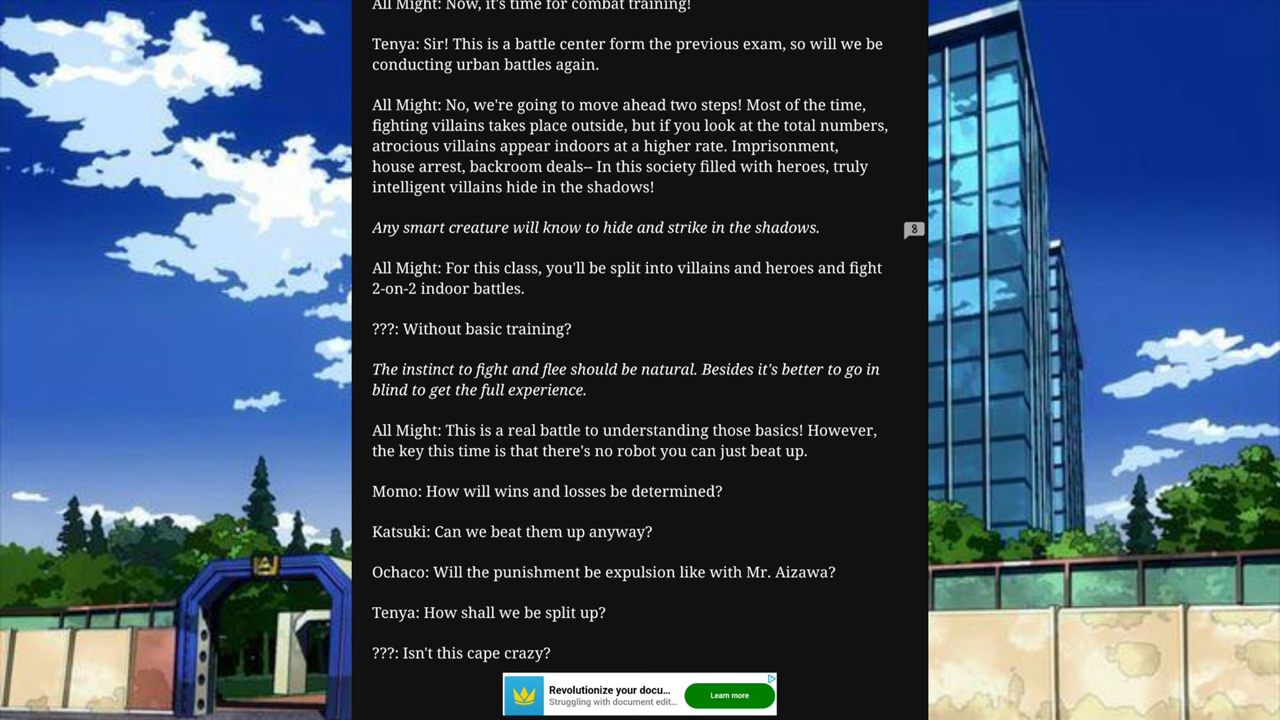 All Might: Now, it's time for combat training!
Tenya: Sir! This is a battle center form the previous exam, so will we be
conducting urban battles again.
All Might: No, we're going to move ahead two steps! Most of the time,
fighting villains takes place outside, but if you look at the total numbers,
atrocious villains appear indoors at a higher rate. Imprisonment,
house arrest, backroom deals-- In this society filled with heroes, truly
intelligent villains hide in the shadows!
Any smart creature will know to hide and strike in the shadows.
8
All Might: For this class, you'll be split into villains and heroes and fight
2-on-2 indoor battles.
???: Without basic training?
The instinct to fight and flee should be natural. Besides it's better to go in
blind to get the full experience.
All Might: This is a real battle to understanding those basics! However,
the key this time is that there's no robot you can just beat up.
Momo: How will wins and losses be determined?
Katsuki: Can we beat them up anyway?
Ochaco: Will the punishment be expulsion like with Mr. Aizawa?
Tenya: How shall we be split up?
???: Isn't this cape crazy?
Revolutionize your docu...
Struggling with document edit...
Learn more